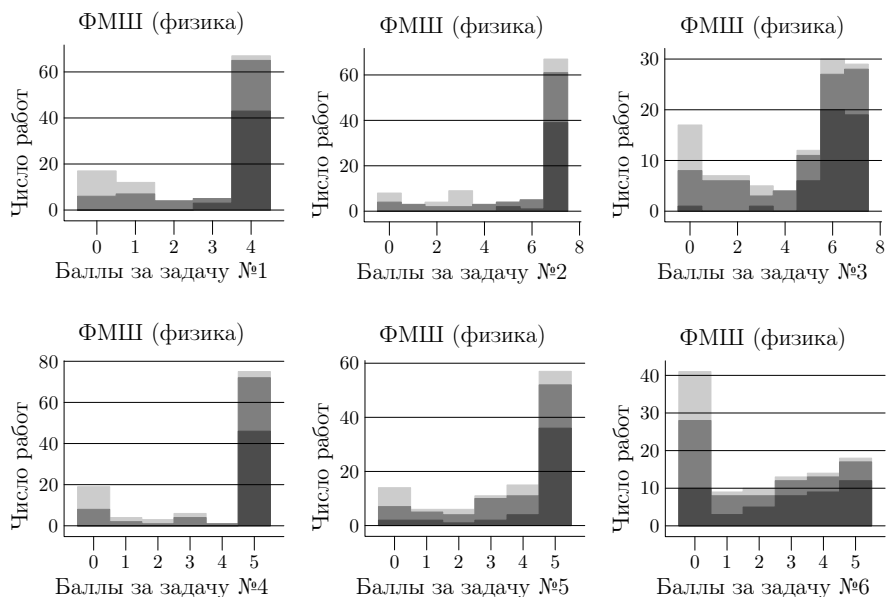 ФМШ (физика)
Число работ
60
40
20
0
0 1 2 3 4
Баллы за задачу №1
ФМШ (физика)
Число работ
60
40
20
0
0 2 4 6 8
Баллы за задачу №2
ФМШ (физика)
Число работ
30
20
10
0
0 2 4 6 8
Баллы за задачу №3
ФМШ (физика)
Число работ
80
60
40
20
0
0 1 2 3 4 5
Баллы за задачу №4
ФМШ (физика)
Число работ
60
40
20
0
0 1 2 3 4 5
Баллы за задачу №5
ФМШ (физика)
Число работ
40
30
20
10
0
0 1 2 3 4 5
Баллы за задачу №6